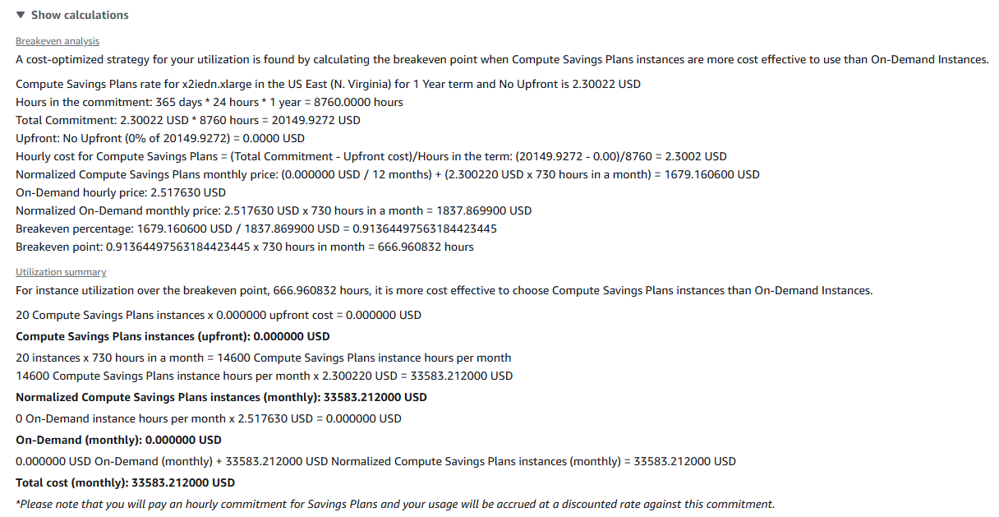 ▼ Show calculations
Breakeven analysis
A cost-optimized strategy for your utilization is found by calculating the breakeven point when Compute Savings Plans instances are more cost effective to use than On-Demand Instances.
Compute Savings Plans rate for x2iedn.xlarge in the US East (N. Virginia) for 1 Year term and No Upfront is 2.30022 USD
Hours in the commitment: 365 days * 24 hours * 1 year = 8760.0000 hours
Total Commitment: 2.30022 USD * 8760 hours = 20149.9272 USD
Upfront: No Upfront (0% of 20149.9272) = 0.0000 USD
Hourly cost for Compute Savings Plans = (Total Commitment - Upfront cost)/Hours in the term: (20149.9272 - 0.00)/8760 = 2.3002 USD
Normalized Compute Savings Plans monthly price: (0.000000 USD / 12 months) + (2.300220 USD x 730 hours in a month) = 1679.160600 USD
On-Demand hourly price: 2.517630 USD
Normalized On-Demand monthly price: 2.517630 USD x 730 hours in a month = 1837.869900 USD
Breakeven percentage: 1679.160600 USD / 1837.869900 USD = 0.91364497563184423445
Breakeven point: 0.91364497563184423445 x 730 hours in month = 666.960832 hours
Utilization summary
For instance utilization over the breakeven point, 666.960832 hours, it is more cost effective to choose Compute Savings Plans instances than On-Demand Instances.
20 Compute Savings Plans instances x 0.000000 upfront cost = 0.000000 USD
Compute Savings Plans instances (upfront): 0.000000 USD
20 instances x 730 hours in a month = 14600 Compute Savings Plans instance hours per month
14600 Compute Savings Plans instance hours per month x 2.300220 USD = 33583.212000 USD
Normalized Compute Savings Plans instances (monthly): 33583.212000 USD
0 On-Demand instance hours per month x 2.517630 USD = 0.000000 USD
On-Demand (monthly): 0.000000 USD
0.000000 USD On-Demand (monthly) + 33583.212000 USD Normalized Compute Savings Plans instances (monthly) = 33583.212000 USD
Total cost (monthly): 33583.212000 USD
*Please note that you will pay an hourly commitment for Savings Plans and your usage will be accrued at a discounted rate against this commitment.